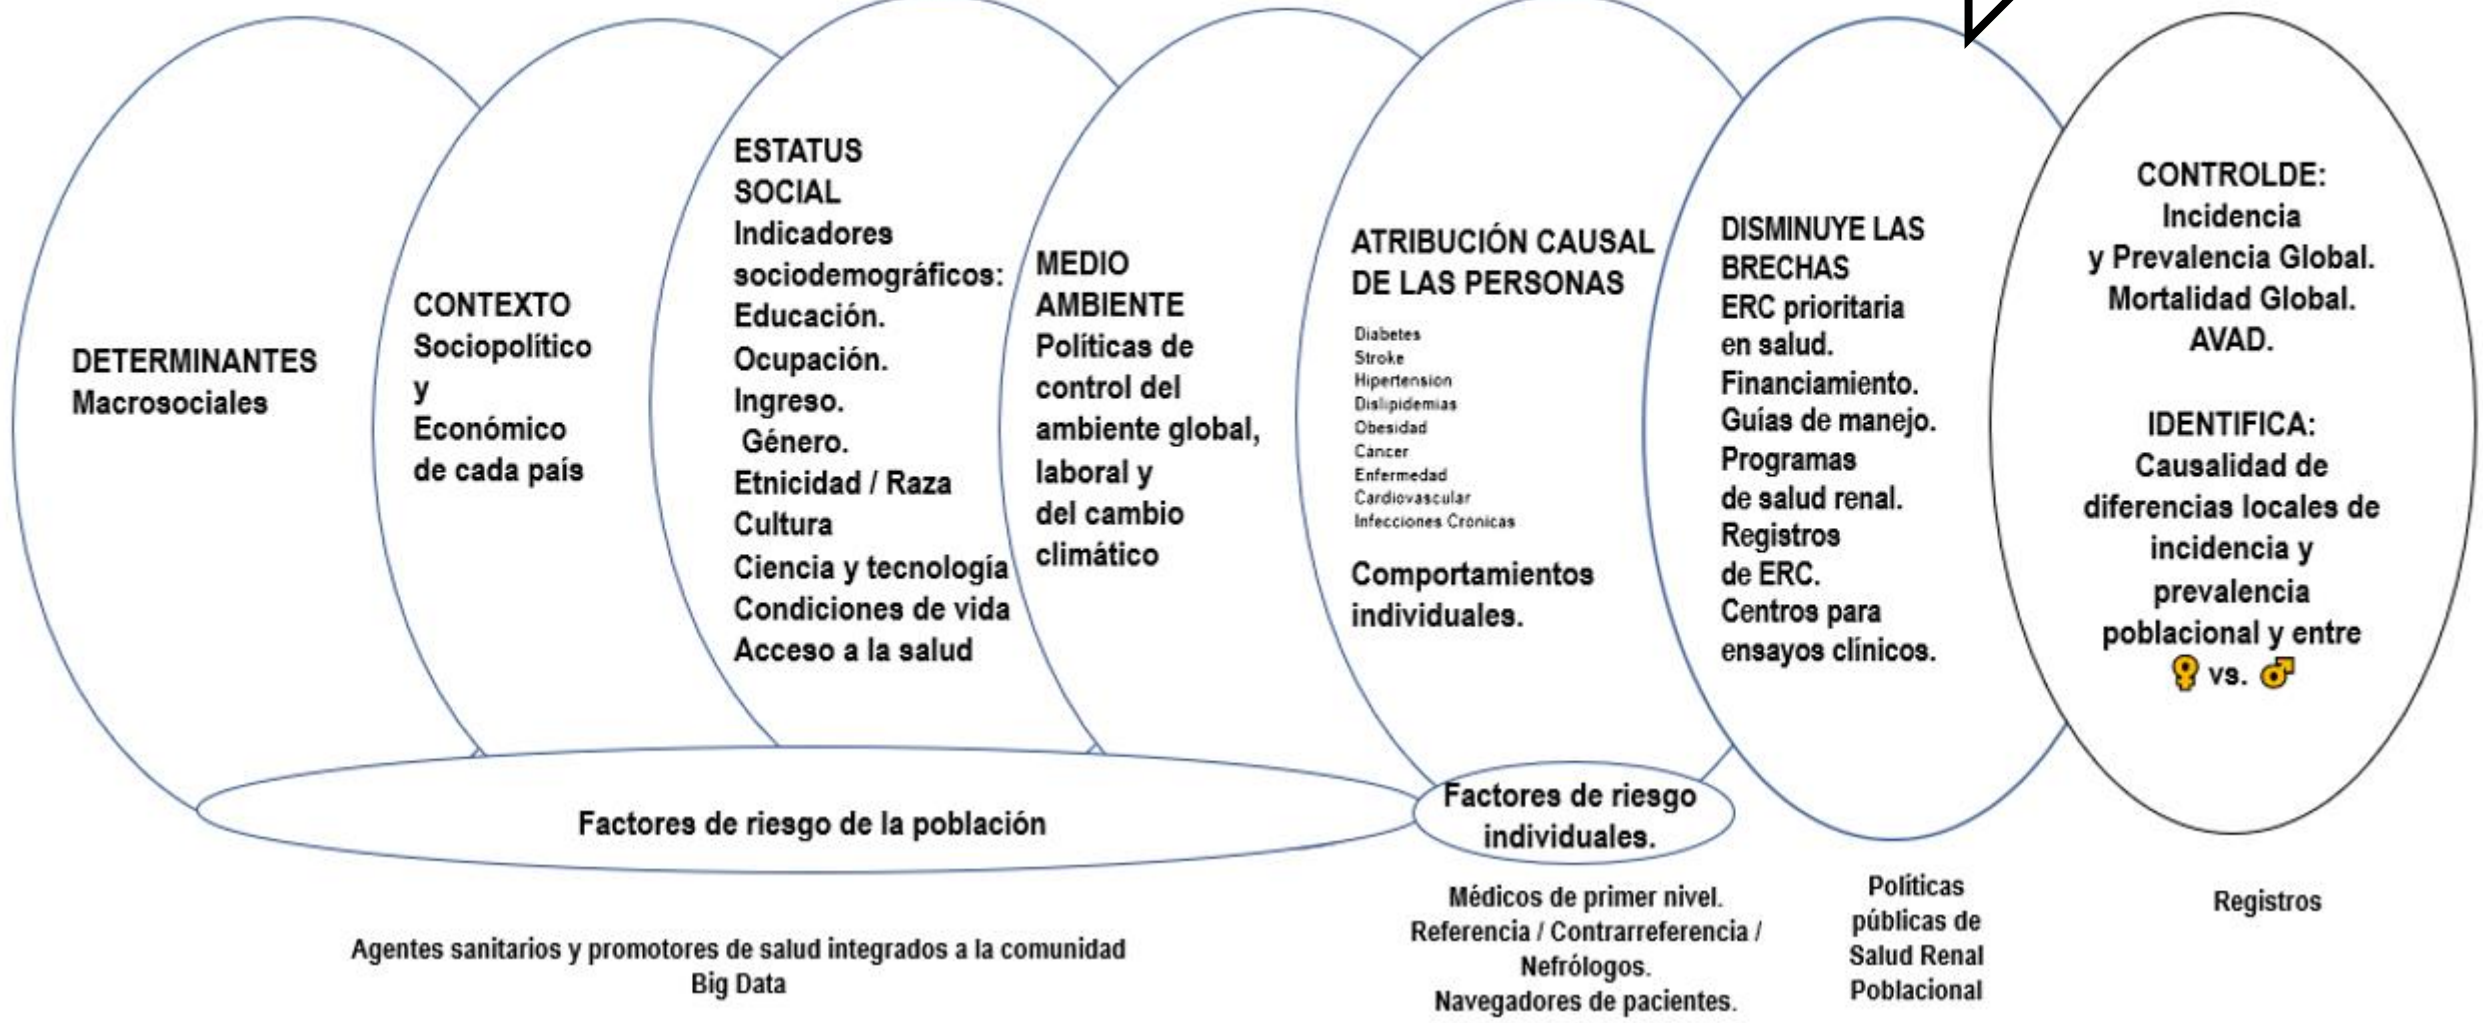 DETERMINANTES
Macrosociales
CONTEXTO
Sociopolítico
y
Económico
de cada país
ESTATUS
SOCIAL
Indicadores
sociodemográficos:
Educación.
Ocupación.
Ingreso.
Género.
Etnicidad / Raza
Cultura
Ciencia y tecnología
Condiciones de vida
Acceso a la salud
MEDIO
AMBIENTE
Políticas de
control del
ambiente global,
laboral y
del cambio
climático
ATRIBUCIÓN CAUSAL
DE LAS PERSONAS
Diabetes
Stroke
Hipertensión
Dislipidemias
Obesidad
Cáncer
Enfermedad
Cardiovascular
Infecciones Crónicas
Comportamientos
individuales.
DISMINUYE LAS
BRECHAS
ERC prioritaria
en salud.
Financiamiento.
Guías de manejo.
Programas
de salud renal.
Registros
de ERC.
Centros para
ensayos clínicos.
CONTROLDE:
Incidencia
y Prevalencia Global.
Mortalidad Global.
AVAD.
IDENTIFICA:
Causalidad de
diferencias locales de
incidencia y
prevalencia
poblacional y entre
♀ vs. ♂
Factores de riesgo de la población
Factores de riesgo
individuales.
Agentes sanitarios y promotores de salud integrados a la comunidad
Big Data
Médicos de primer nivel.
Referencia / Contrarreferencia /
Nefrólogos.
Navegadores de pacientes.
Políticas
públicas de
Salud Renal
Poblacional
Registros